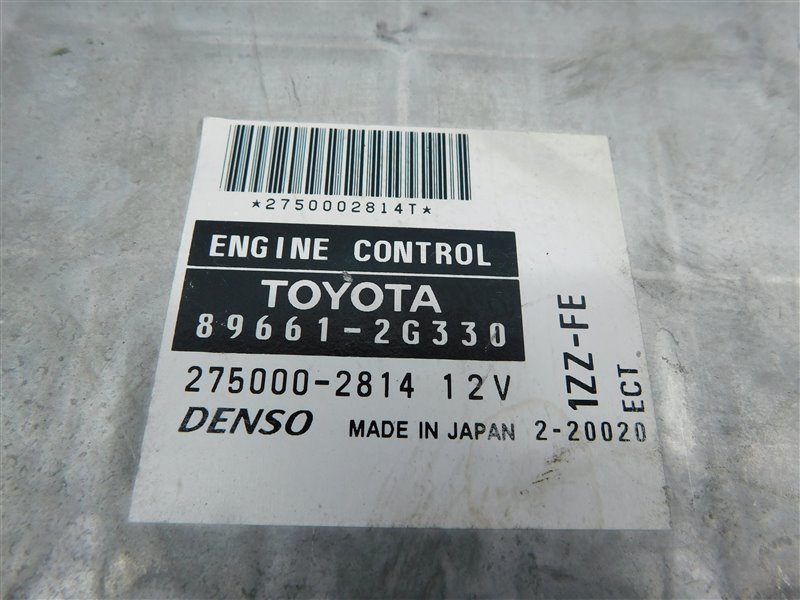 *2750002814T*
ENGINE CONTROL
TOYOTA
89661-2G330
275000-2814 12V
DENSO MADE IN JAPAN 2-20020
1ZZ-FE
ECT.